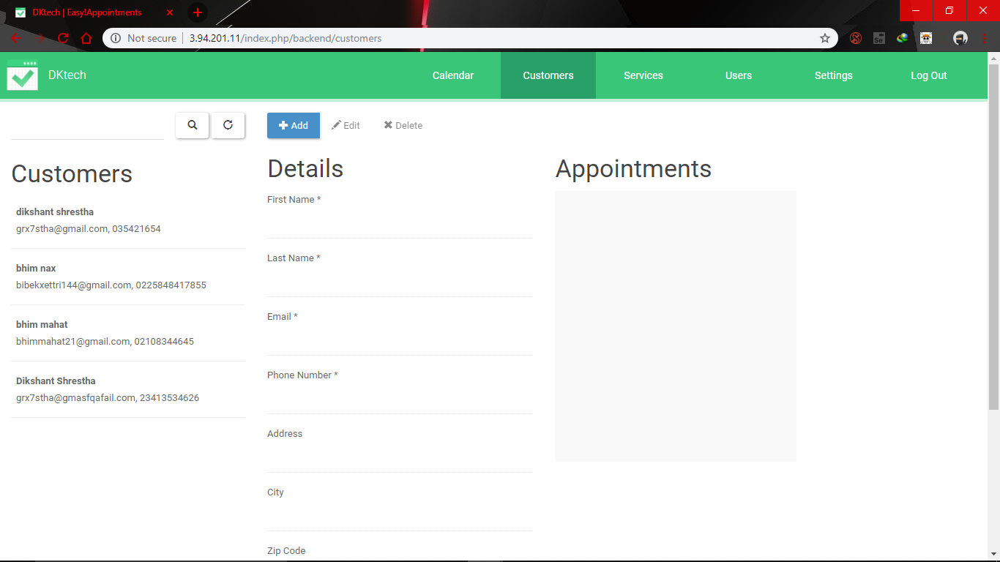 DKtech | Easy!Appointments
Not secure | 3.94.201.11/index.php/backend/customers
Se
DKtech
Calendar
Customers
Services
Users
Settings
Log Out
Add
Edit
Delete
Customers
dikshant shrestha
grx7stha@gmail.com, 035421654
bhim nax
bibekxettri144@gmail.com, 0225848417855
bhim mahat
bhimmahat21@gmail.com, 02108344645
Dikshant Shrestha
grx7stha@gmasfqafail.com, 23413534626
Details
First Name *
Last Name *
Email *
Phone Number *
Address
City
Zip Code
Appointments